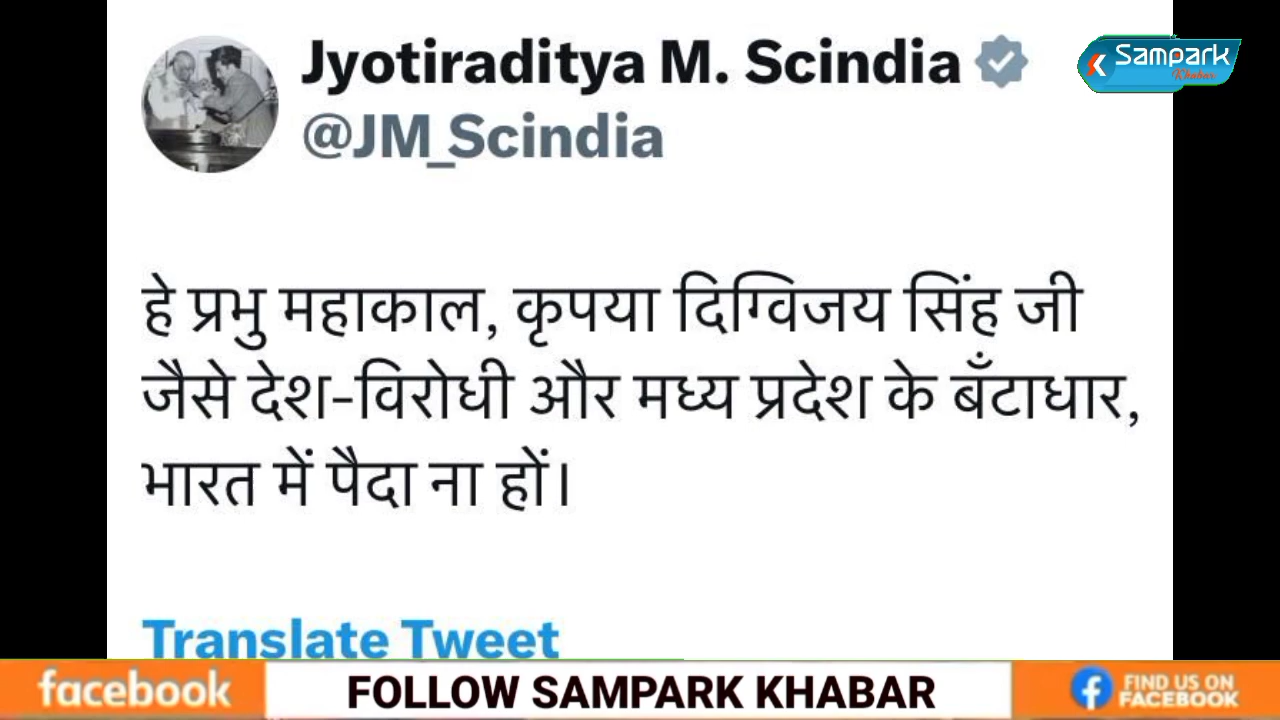 Jyotiraditya M. Scindia
@JM_Scindia
Sampark
Khabar
हे प्रभु महाकाल, कृपया दिग्विजय सिंह जी
जैसे देश-विरोधी और मध्य प्रदेश के बँटाधार,
भारत में पैदा ना हों।
Translate Tweet
facebook
FOLLOW SAMPARK KHABAR
FIND US ON
FACEBOOK